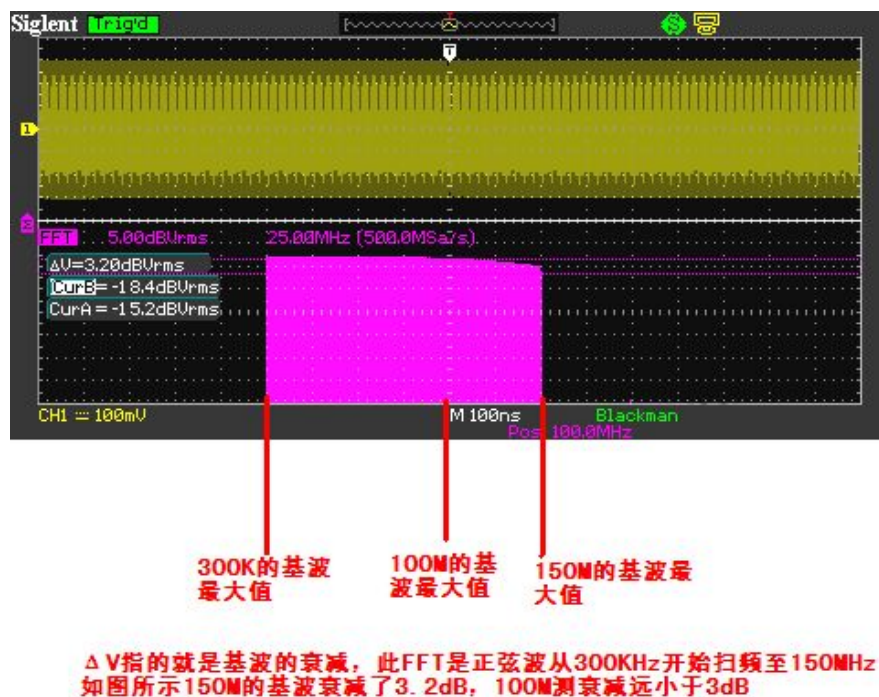 Siglent Trig'd
T
1
FFT 5.00dBVrms 25.00MHz (500.0MSa/s)
ΔV=3.20dBVrms
CurB=-18.4dBVrms
CurA=-15.2dBVrms
CH1 100mV M 100ns Blackman
Pos: 100.0MHz
300K的基波
最大值
100M的基
波最大值
150M的基波最
大值
ΔV指的就是基波的衰减,此FFT是正弦波从300KHz开始扫频至150MHz
如图所示150M的基波衰减了3.2dB,100M测衰减远小于3dB